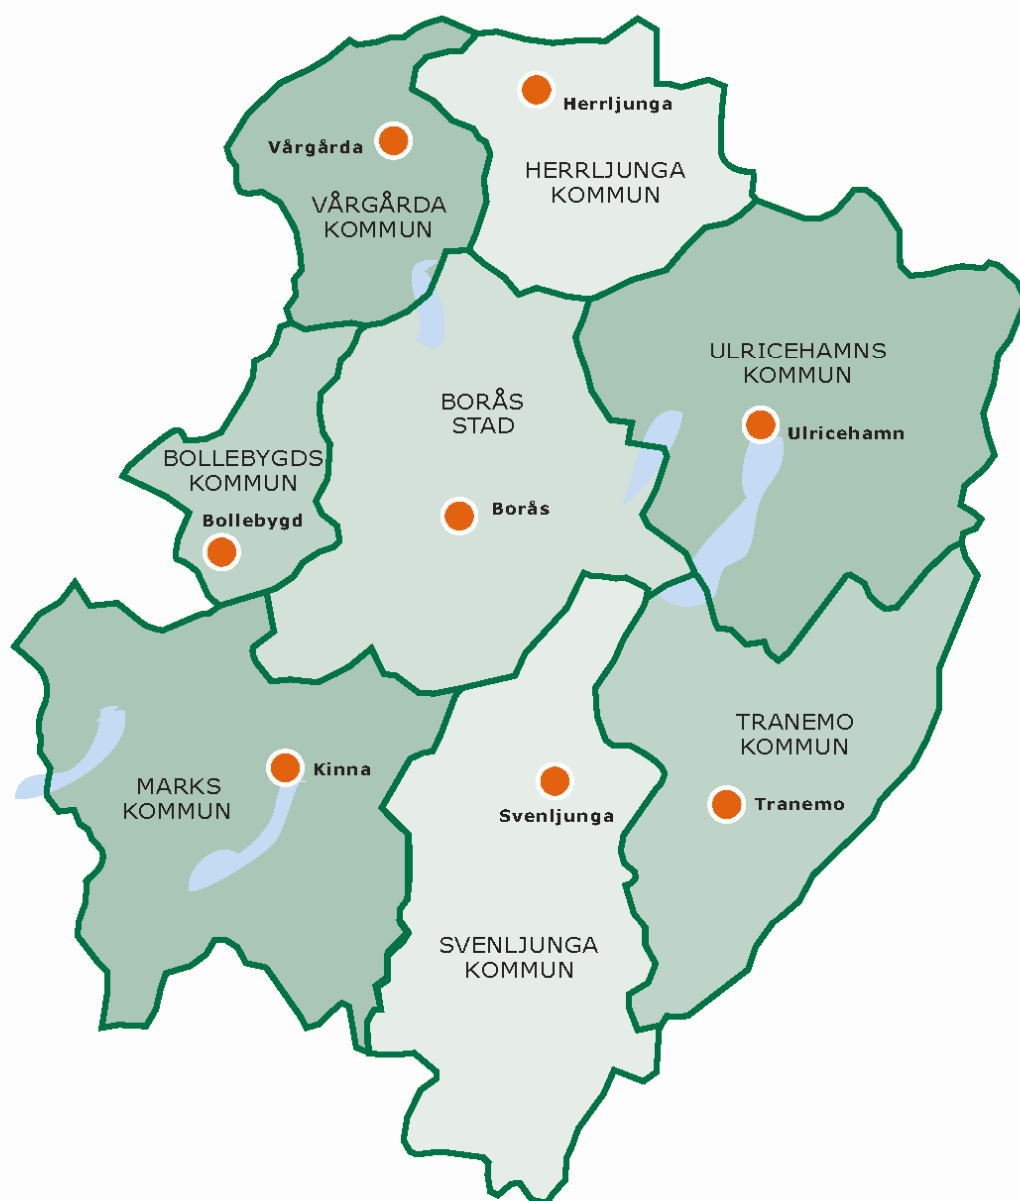 Herrljunga
Vårgårda
HERRLJUNGA
KOMMUN
VÅRGÅRDA
KOMMUN
ULRICEHAMNS
KOMMUN
BORÅS
STAD
Ulricehamn
BOLLEBYGDS
KOMMUN
Borås
Bollebygd
TRANEMO
KOMMUN
Kinna
MARKS
KOMMUN
Tranemo
Svenljunga
SVENLJUNGA
KOMMUN